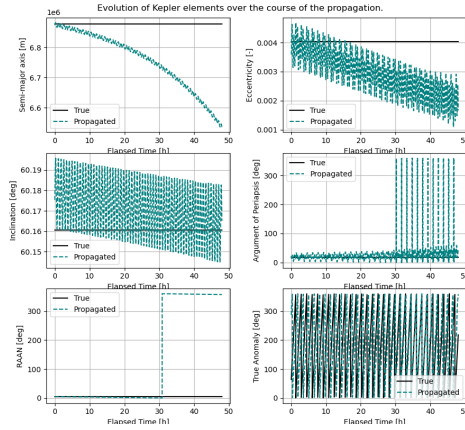 Evolution of Kepler elements over the course of the propagation.
1e6
Semi-major axis [m]
6.8
6.6
True
Propagated
0 10 20 30 40 50
Elapsed Time [h]
Eccentricity [-]
0.004
0.003
0.002
0.001
True
Propagated
0 10 20 30 40 50
Elapsed Time [h]
Inclination [deg]
60.19
60.18
60.17
60.16
60.15
True
Propagated
0 10 20 30 40 50
Elapsed Time [h]
Argument of Periapsis [deg]
300
200
100
0
True
Propagated
0 10 20 30 40
Elapsed Time [h]
RAAN [deg]
300
200
100
0
True
Propagated
0 10 20 30 40 50
Elapsed Time [h]
True Anomaly [deg]
300
200
100
0
True
Propagated
0 10 20 30 40 50
Elapsed Time [h]